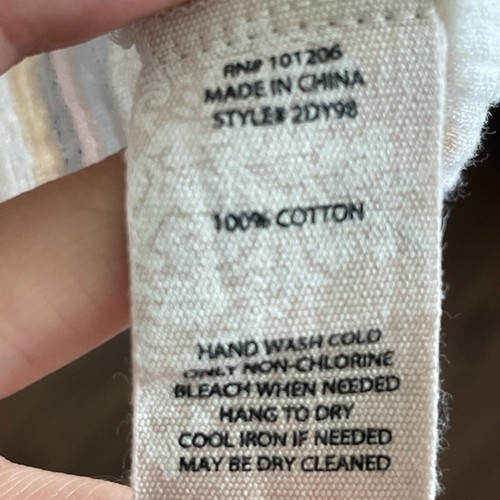 RN# 101206
MADE IN CHINA
STYLE# 2DY98
100% COTTON
HAND WASH COLD
ONLY NON-CHLORINE
BLEACH WHEN NEEDED
HANG TO DRY
COOL IRON IF NEEDED
MAY BE DRY CLEANED